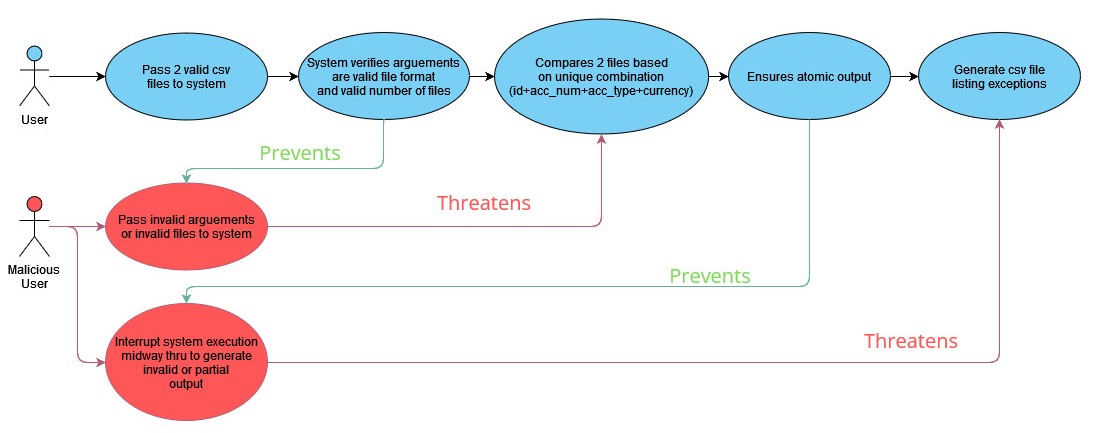 Pass 2 valid csv
files to system
System verifies arguements
are valid file format
and valid number of files
Compares 2 files based
on unique combination
(id+acc_num+acc_type+currency)
Ensures atomic output
Generate csv file
listing exceptions
User
Prevents
Threatens
Pass invalid arguements
or invalid files to system
Malicious
User
Prevents
Threatens
Interrupt system execution
midway thru to generate
invalid or partial
output